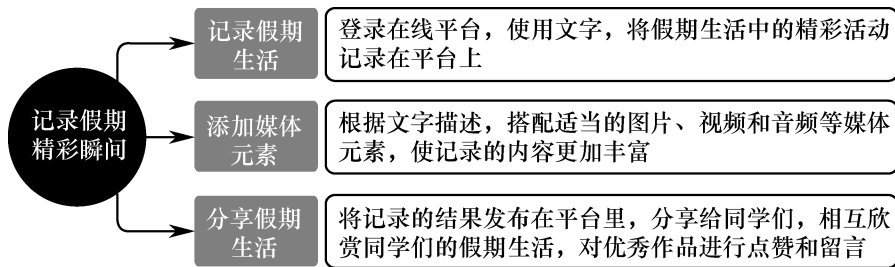 记录假期
精彩瞬间
记录假期
生活
登录在线平台，使用文字，将假期生活中的精彩活动
记录在平台上
添加媒体
元素
根据文字描述，搭配适当的图片、视频和音频等媒体
元素，使记录的内容更加丰富
分享假期
生活
将记录的结果发布在平台里，分享给同学们，相互欣
赏同学们的假期生活，对优秀作品进行点赞和留言